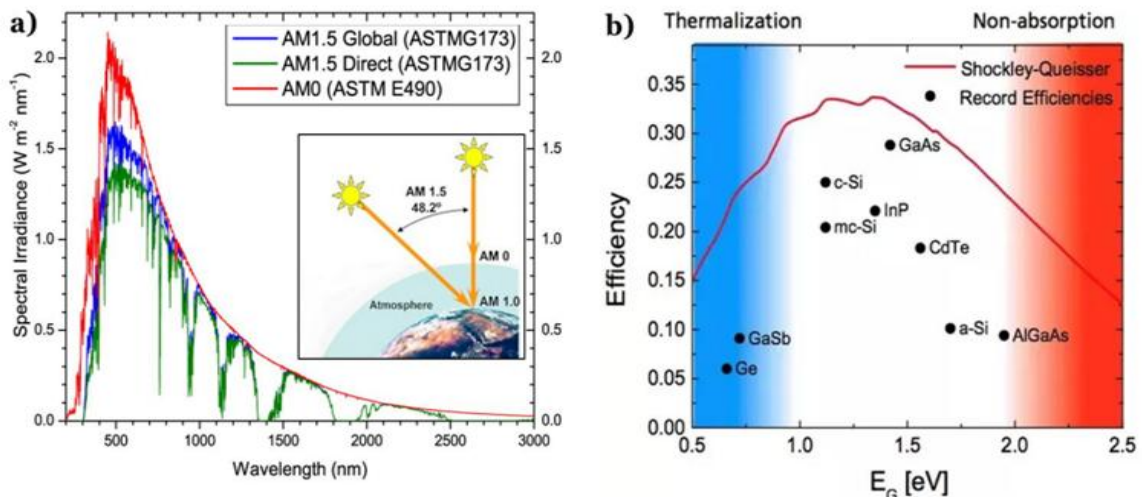 a)
2.0
1.5
1.0
0.5
0.0
2.0
1.5
1.0
0.5
0.0
500
1000
1500
2000
2500
3000
Spectral Irradiance (W m-2 nm-1)
Wavelength (nm)
AM1.5 Global (ASTMG173)
AM1.5 Direct (ASTMG173)
AM0 (ASTM E490)
AM 1.5
48.2°
AM 0
Atmosphere
AM 1.0
b)
Thermalization
Non-absorption
0.35
0.30
0.25
0.20
0.15
0.10
0.05
0.00
Efficiency
Shockley-Queisser
Record Efficiencies
GaAs
c-Si
InP
mc-Si
CdTe
GaSb
a-Si
AlGaAs
Ge
0.5
1.0
1.5
2.0
2.5
EG [eV]